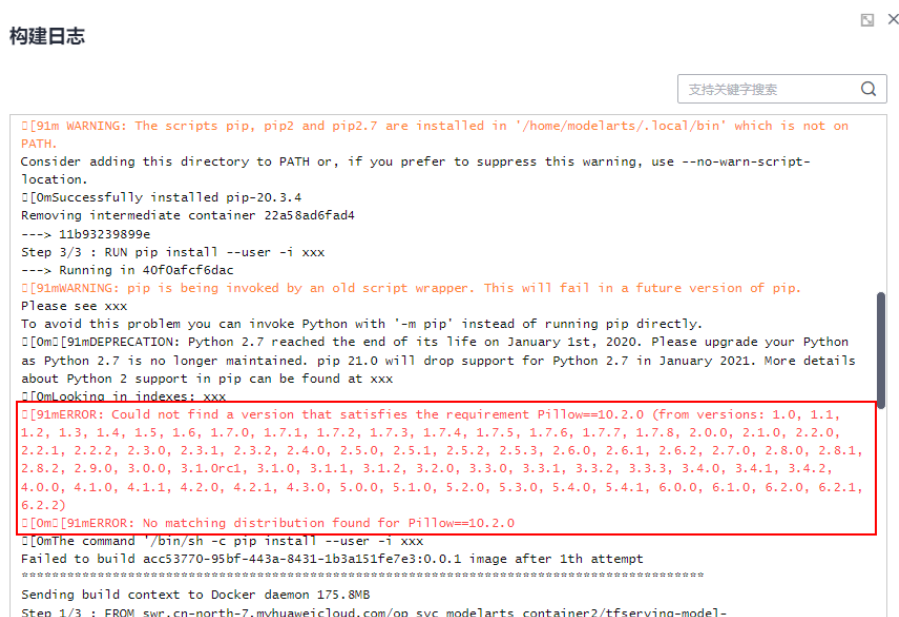 构建日志
支持关键字搜索
[91m WARNING: The scripts pip, pip2 and pip2.7 are installed in '/home/modelarts/.local/bin' which is not on
PATH.
Consider adding this directory to PATH or, if you prefer to suppress this warning, use --no-warn-script-
location.
[0mSuccessfully installed pip-20.3.4
Removing intermediate container 22a58ad6fad4
---> 11b93239899e
Step 3/3 : RUN pip install --user -i xxx
---> Running in 40f0afcf6dac
[91mWARNING: pip is being invoked by an old script wrapper. This will fail in a future version of pip.
Please see xxx
To avoid this problem you can invoke Python with '-m pip' instead of running pip directly.
[0m[91mDEPRECATION: Python 2.7 reached the end of its life on January 1st, 2020. Please upgrade your Python
as Python 2.7 is no longer maintained. pip 21.0 will drop support for Python 2.7 in January 2021. More details
about Python 2 support in pip can be found at xxx
[0mLooking in indexes: xxx
[91mERROR: Could not find a version that satisfies the requirement Pillow==10.2.0 (from versions: 1.0, 1.1,
1.2, 1.3, 1.4, 1.5, 1.6, 1.7.0, 1.7.1, 1.7.2, 1.7.3, 1.7.4, 1.7.5, 1.7.6, 1.7.7, 1.7.8, 2.0.0, 2.1.0, 2.2.0,
2.2.1, 2.2.2, 2.3.0, 2.3.1, 2.3.2, 2.4.0, 2.5.0, 2.5.1, 2.5.2, 2.5.3, 2.6.0, 2.6.1, 2.6.2, 2.7.0, 2.8.0, 2.8.1,
2.8.2, 2.9.0, 3.0.0, 3.1.0rc1, 3.1.0, 3.1.1, 3.1.2, 3.2.0, 3.3.0, 3.3.1, 3.3.2, 3.3.3, 3.4.0, 3.4.1, 3.4.2,
4.0.0, 4.1.0, 4.1.1, 4.2.0, 4.2.1, 4.3.0, 5.0.0, 5.1.0, 5.2.0, 5.3.0, 5.4.0, 5.4.1, 6.0.0, 6.1.0, 6.2.0, 6.2.1,
6.2.2)
[0m[91mERROR: No matching distribution found for Pillow==10.2.0
[0mThe command '/bin/sh -c pip install --user -i xxx
Failed to build acc53770-95bf-443a-8431-1b3a151fe7e3:0.0.1 image after 1th attempt
******************************************************************************************
Sending build context to Docker daemon 175.8MB
Step 1/3 : FROM swr.cn-north-7.myhuaweicloud.com/op_svc_modelarts_container2/tfserving-model-